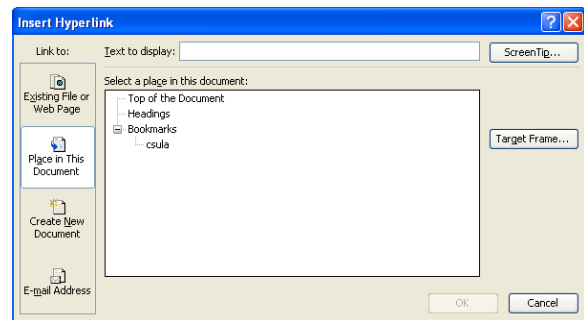 Insert Hyperlink
Link to:
Text to display:
ScreenTip...
Select a place in this document:
Existing File or
Web Page
Top of the Document
Headings
Bookmarks
csula
Target Frame...
Place in This
Document
Create New
Document
E-mail Address
OK
Cancel